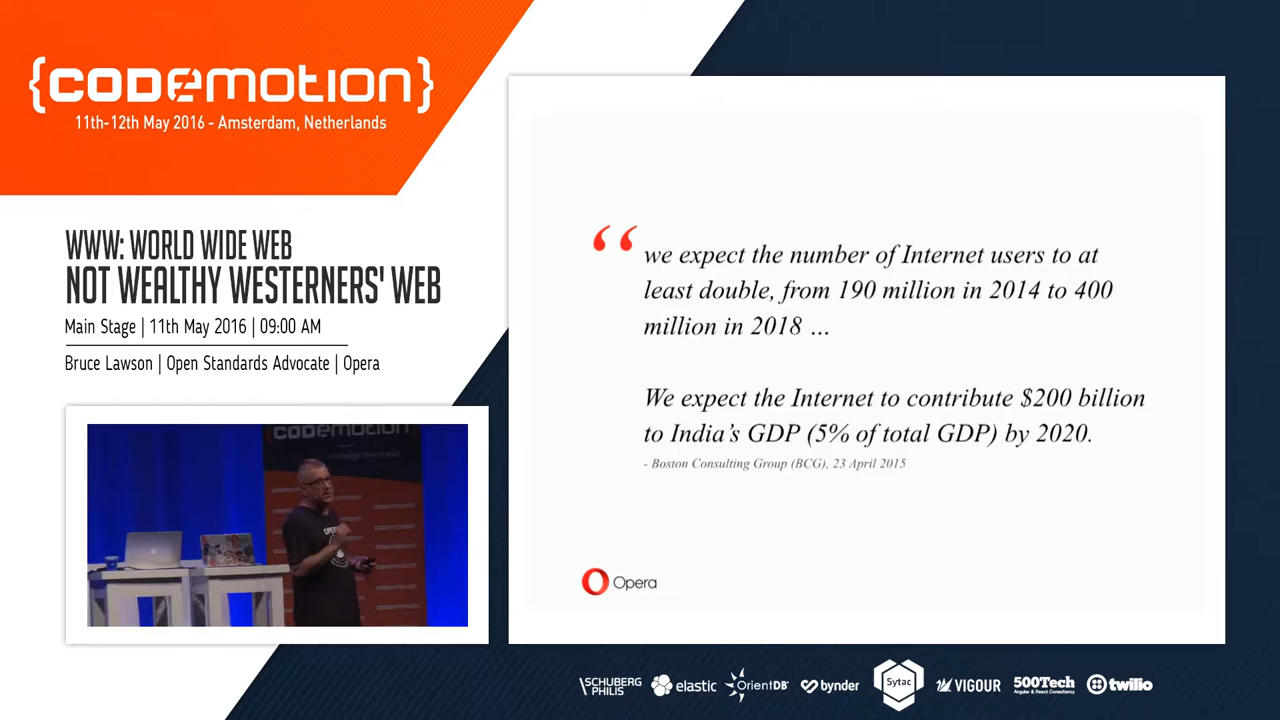 {CODEMOTION}
11th-12th May 2016 - Amsterdam, Netherlands
WWW: WORLD WIDE WEB
NOT WEALTHY WESTERNERS' WEB
Main Stage | 11th May 2016 | 09:00 AM
Bruce Lawson | Open Standards Advocate | Opera
CODEMOTION
“ we expect the number of Internet users to at
least double, from 190 million in 2014 to 400
million in 2018 ...
We expect the Internet to contribute $200 billion
to India’s GDP (5% of total GDP) by 2020.
- Boston Consulting Group (BCG), 23 April 2015
Opera
SCHUBERG
PHILIS
elastic
OrientDB
bynder
Sytac
VIGOUR
500Tech
Angular & React Consultancy
twilio